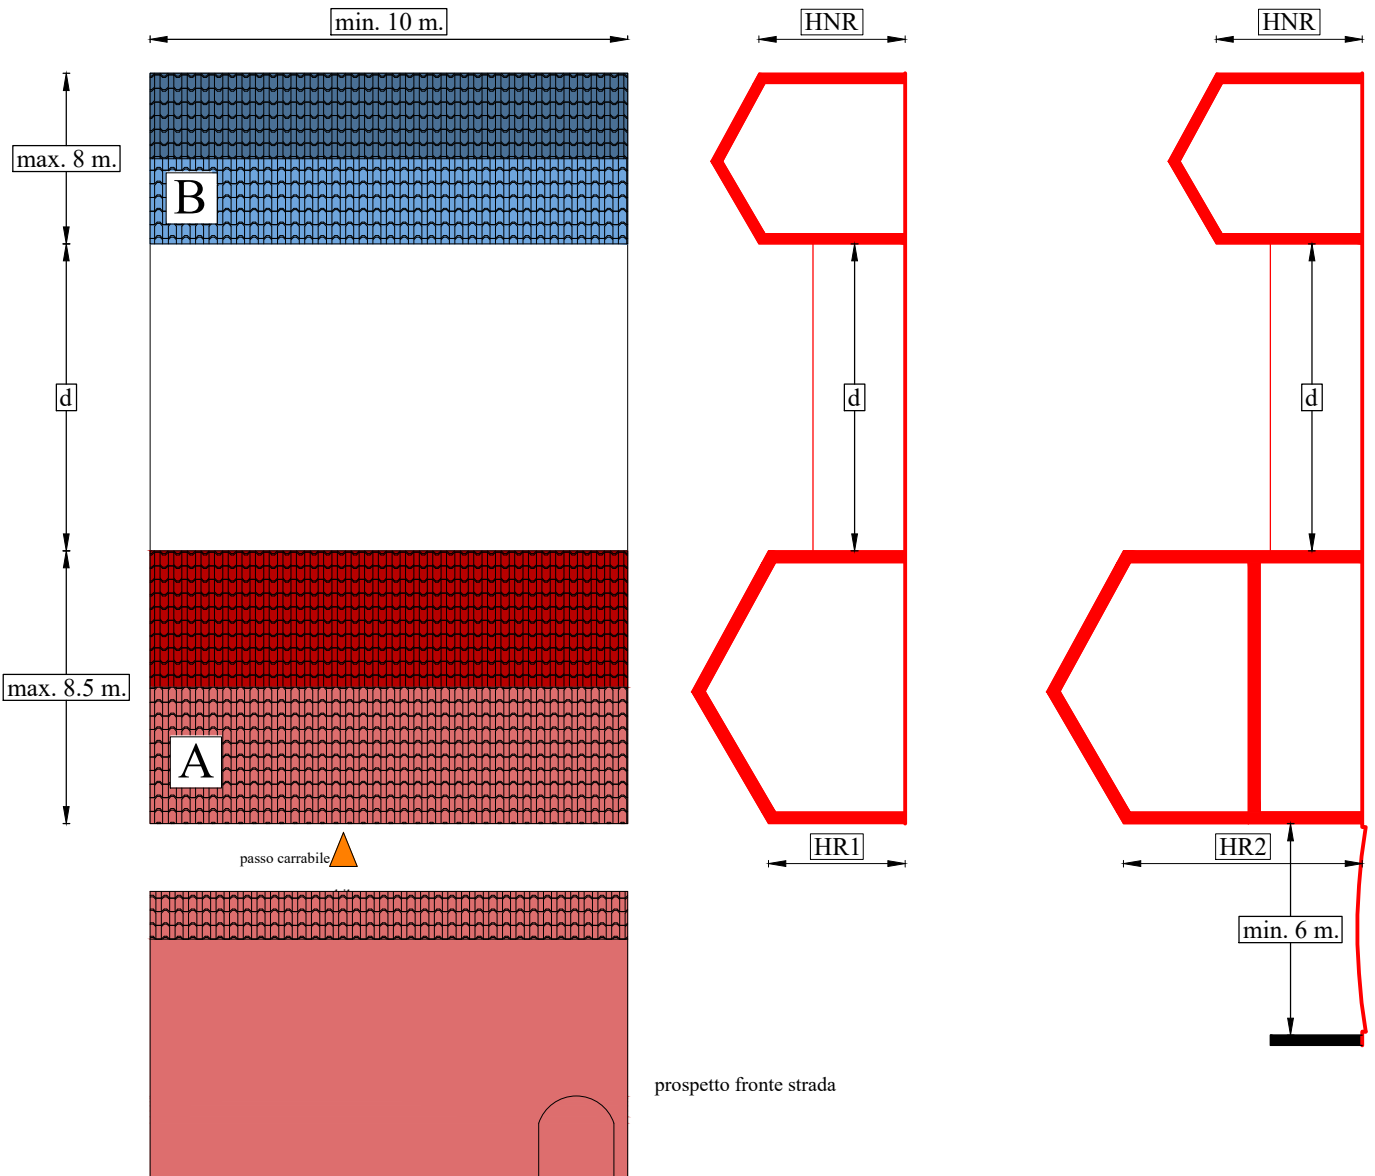 min. 10 m.
HNR
HNR
max. 8 m.
B
d
d
d
max. 8.5 m.
A
passo carrabile
HR1
HR2
min. 6 m.
prospetto fronte strada